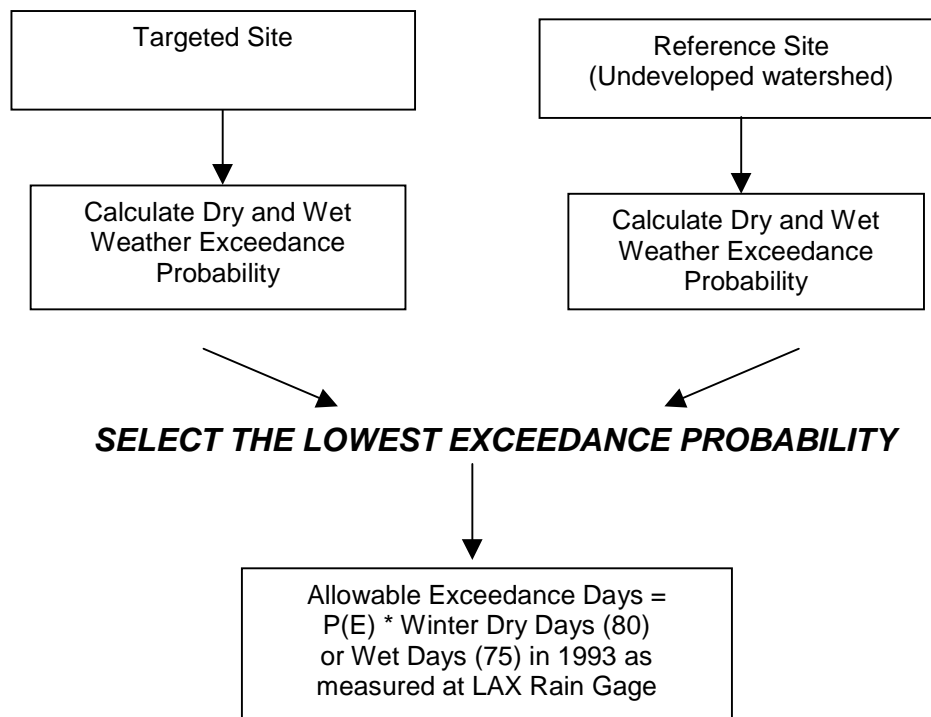 Targeted Site
Reference Site
(Undeveloped watershed)
Calculate Dry and Wet
Weather Exceedance
Probability
Calculate Dry and Wet
Weather Exceedance
Probability
SELECT THE LOWEST EXCEEDANCE PROBABILITY
Allowable Exceedance Days =
P(E) * Winter Dry Days (80)
or Wet Days (75) in 1993 as
measured at LAX Rain Gage